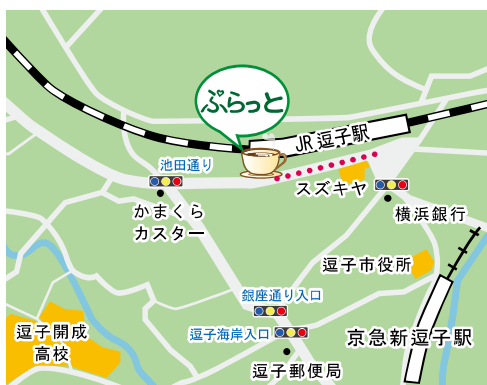 ぷらっと
JR逗子駅
池田通り
スズキヤ
かまくら
カスター
横浜銀行
逗子市役所
銀座通り入口
逗子海岸入口
京急新逗子駅
逗子開成
高校
逗子郵便局